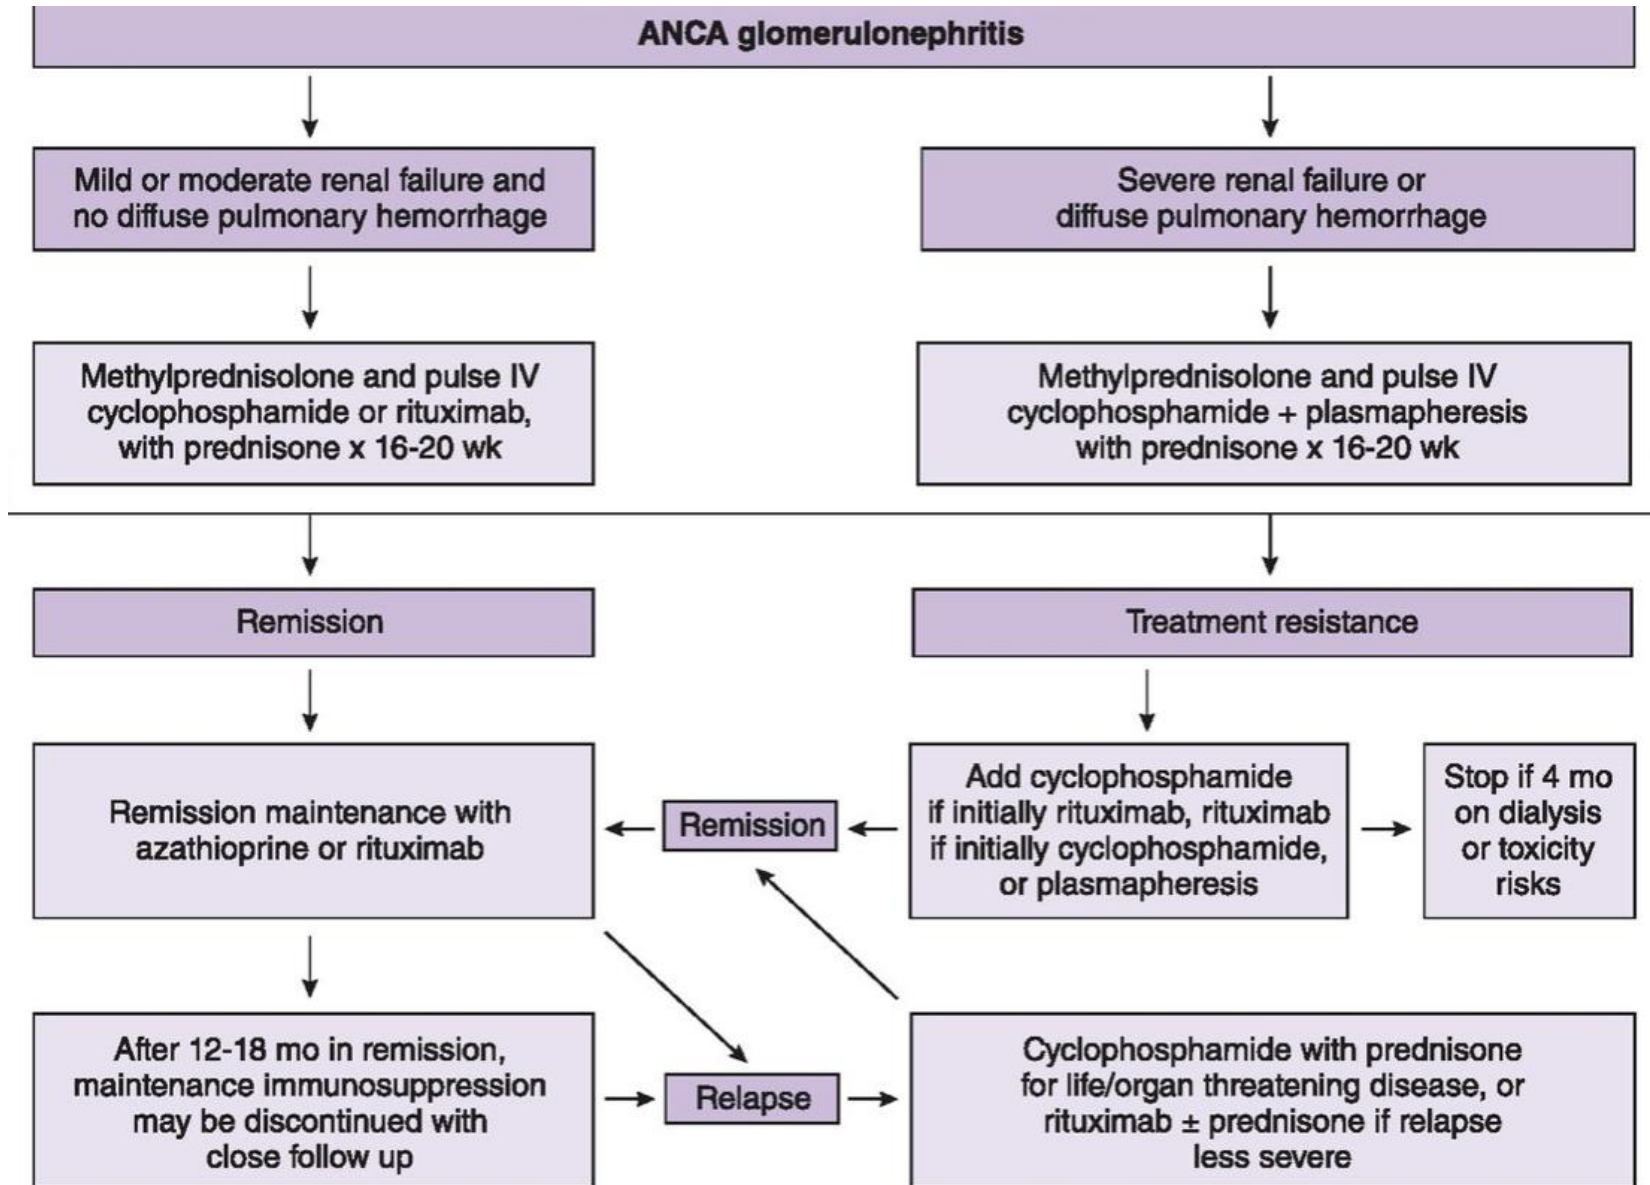 ANCA glomerulonephritis
Mild or moderate renal failure and
no diffuse pulmonary hemorrhage
Severe renal failure or
diffuse pulmonary hemorrhage
Methylprednisolone and pulse IV
cyclophosphamide or rituximab,
with prednisone x 16-20 wk
Methylprednisolone and pulse IV
cyclophosphamide + plasmapheresis
with prednisone x 16-20 wk
Remission
Treatment resistance
Remission maintenance with
azathioprine or rituximab
Remission
Add cyclophosphamide
if initially rituximab, rituximab
if initially cyclophosphamide,
or plasmapheresis
Stop if 4 mo
on dialysis
or toxicity
risks
After 12-18 mo in remission,
maintenance immunosuppression
may be discontinued with
close follow up
Relapse
Cyclophosphamide with prednisone
for life/organ threatening disease, or
rituximab ± prednisone if relapse
less severe